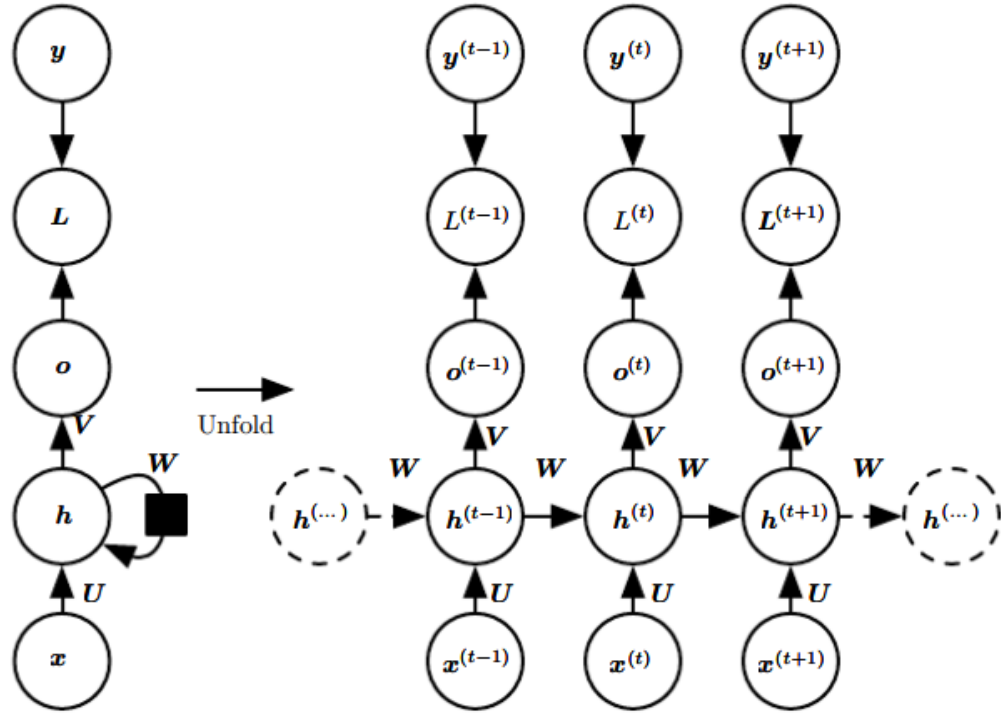 y y^(t−1) y^(t) y^(t+1)
L L^(t−1) L^(t) L^(t+1)
o o^(t−1) o^(t) o^(t+1)
Unfold
V V V V
W W W W W
h h^(...) h^(t−1) h^(t) h^(t+1) h^(...)
U U U U
x x^(t−1) x^(t) x^(t+1)